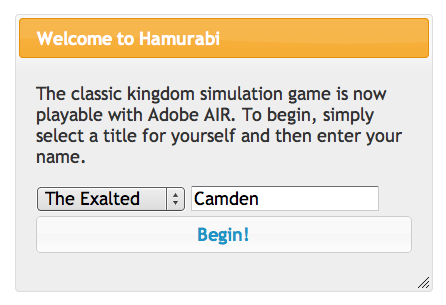 Welcome to Hamurabi
The classic kingdom simulation game is now
playable with Adobe AIR. To begin, simply
select a title for yourself and then enter your
name.
The Exalted Camden
Begin!